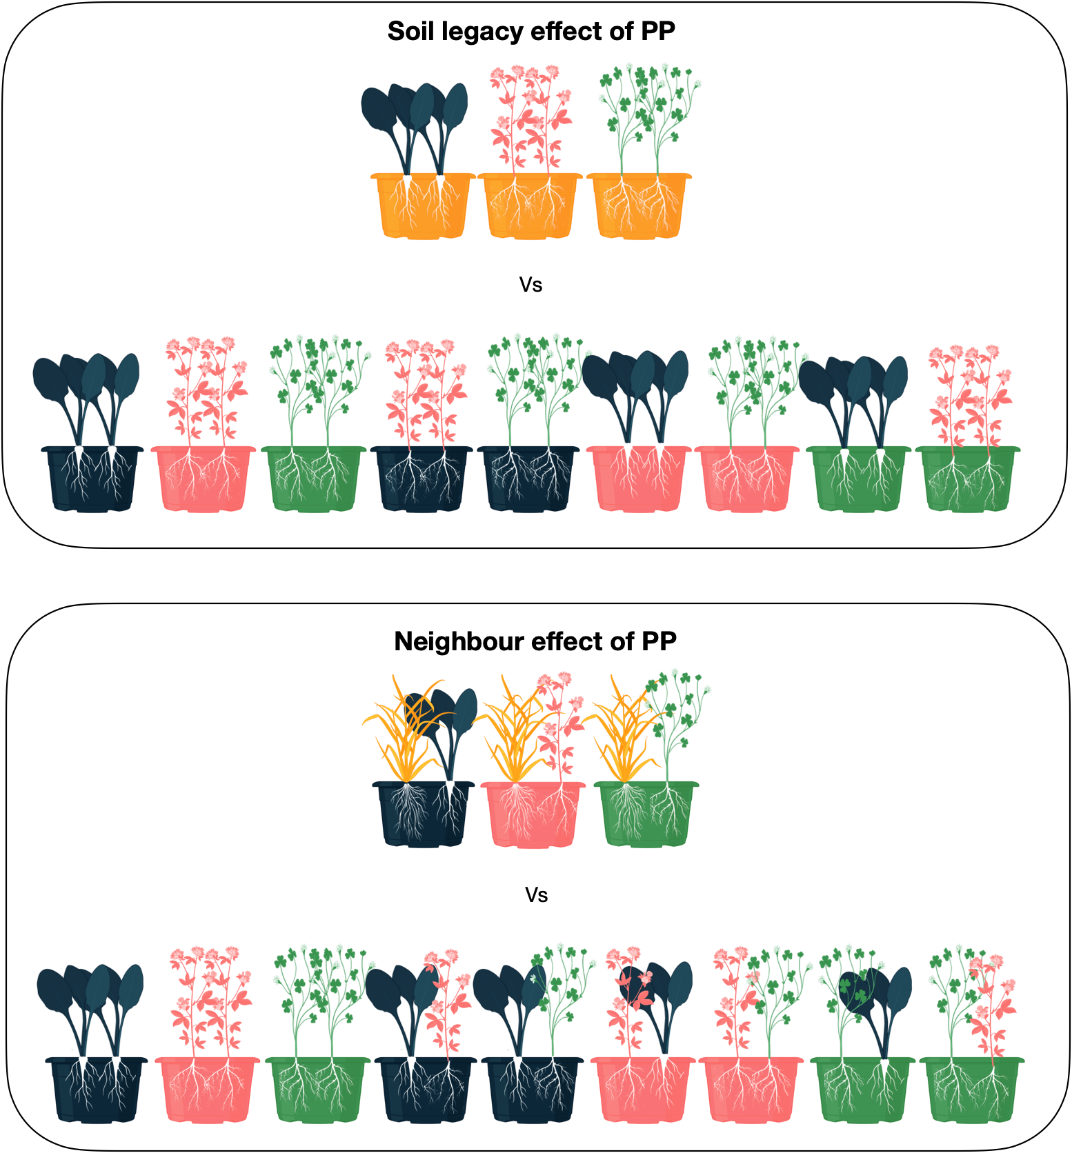 Soil legacy effect of PP
Vs
Neighbour effect of PP
Vs